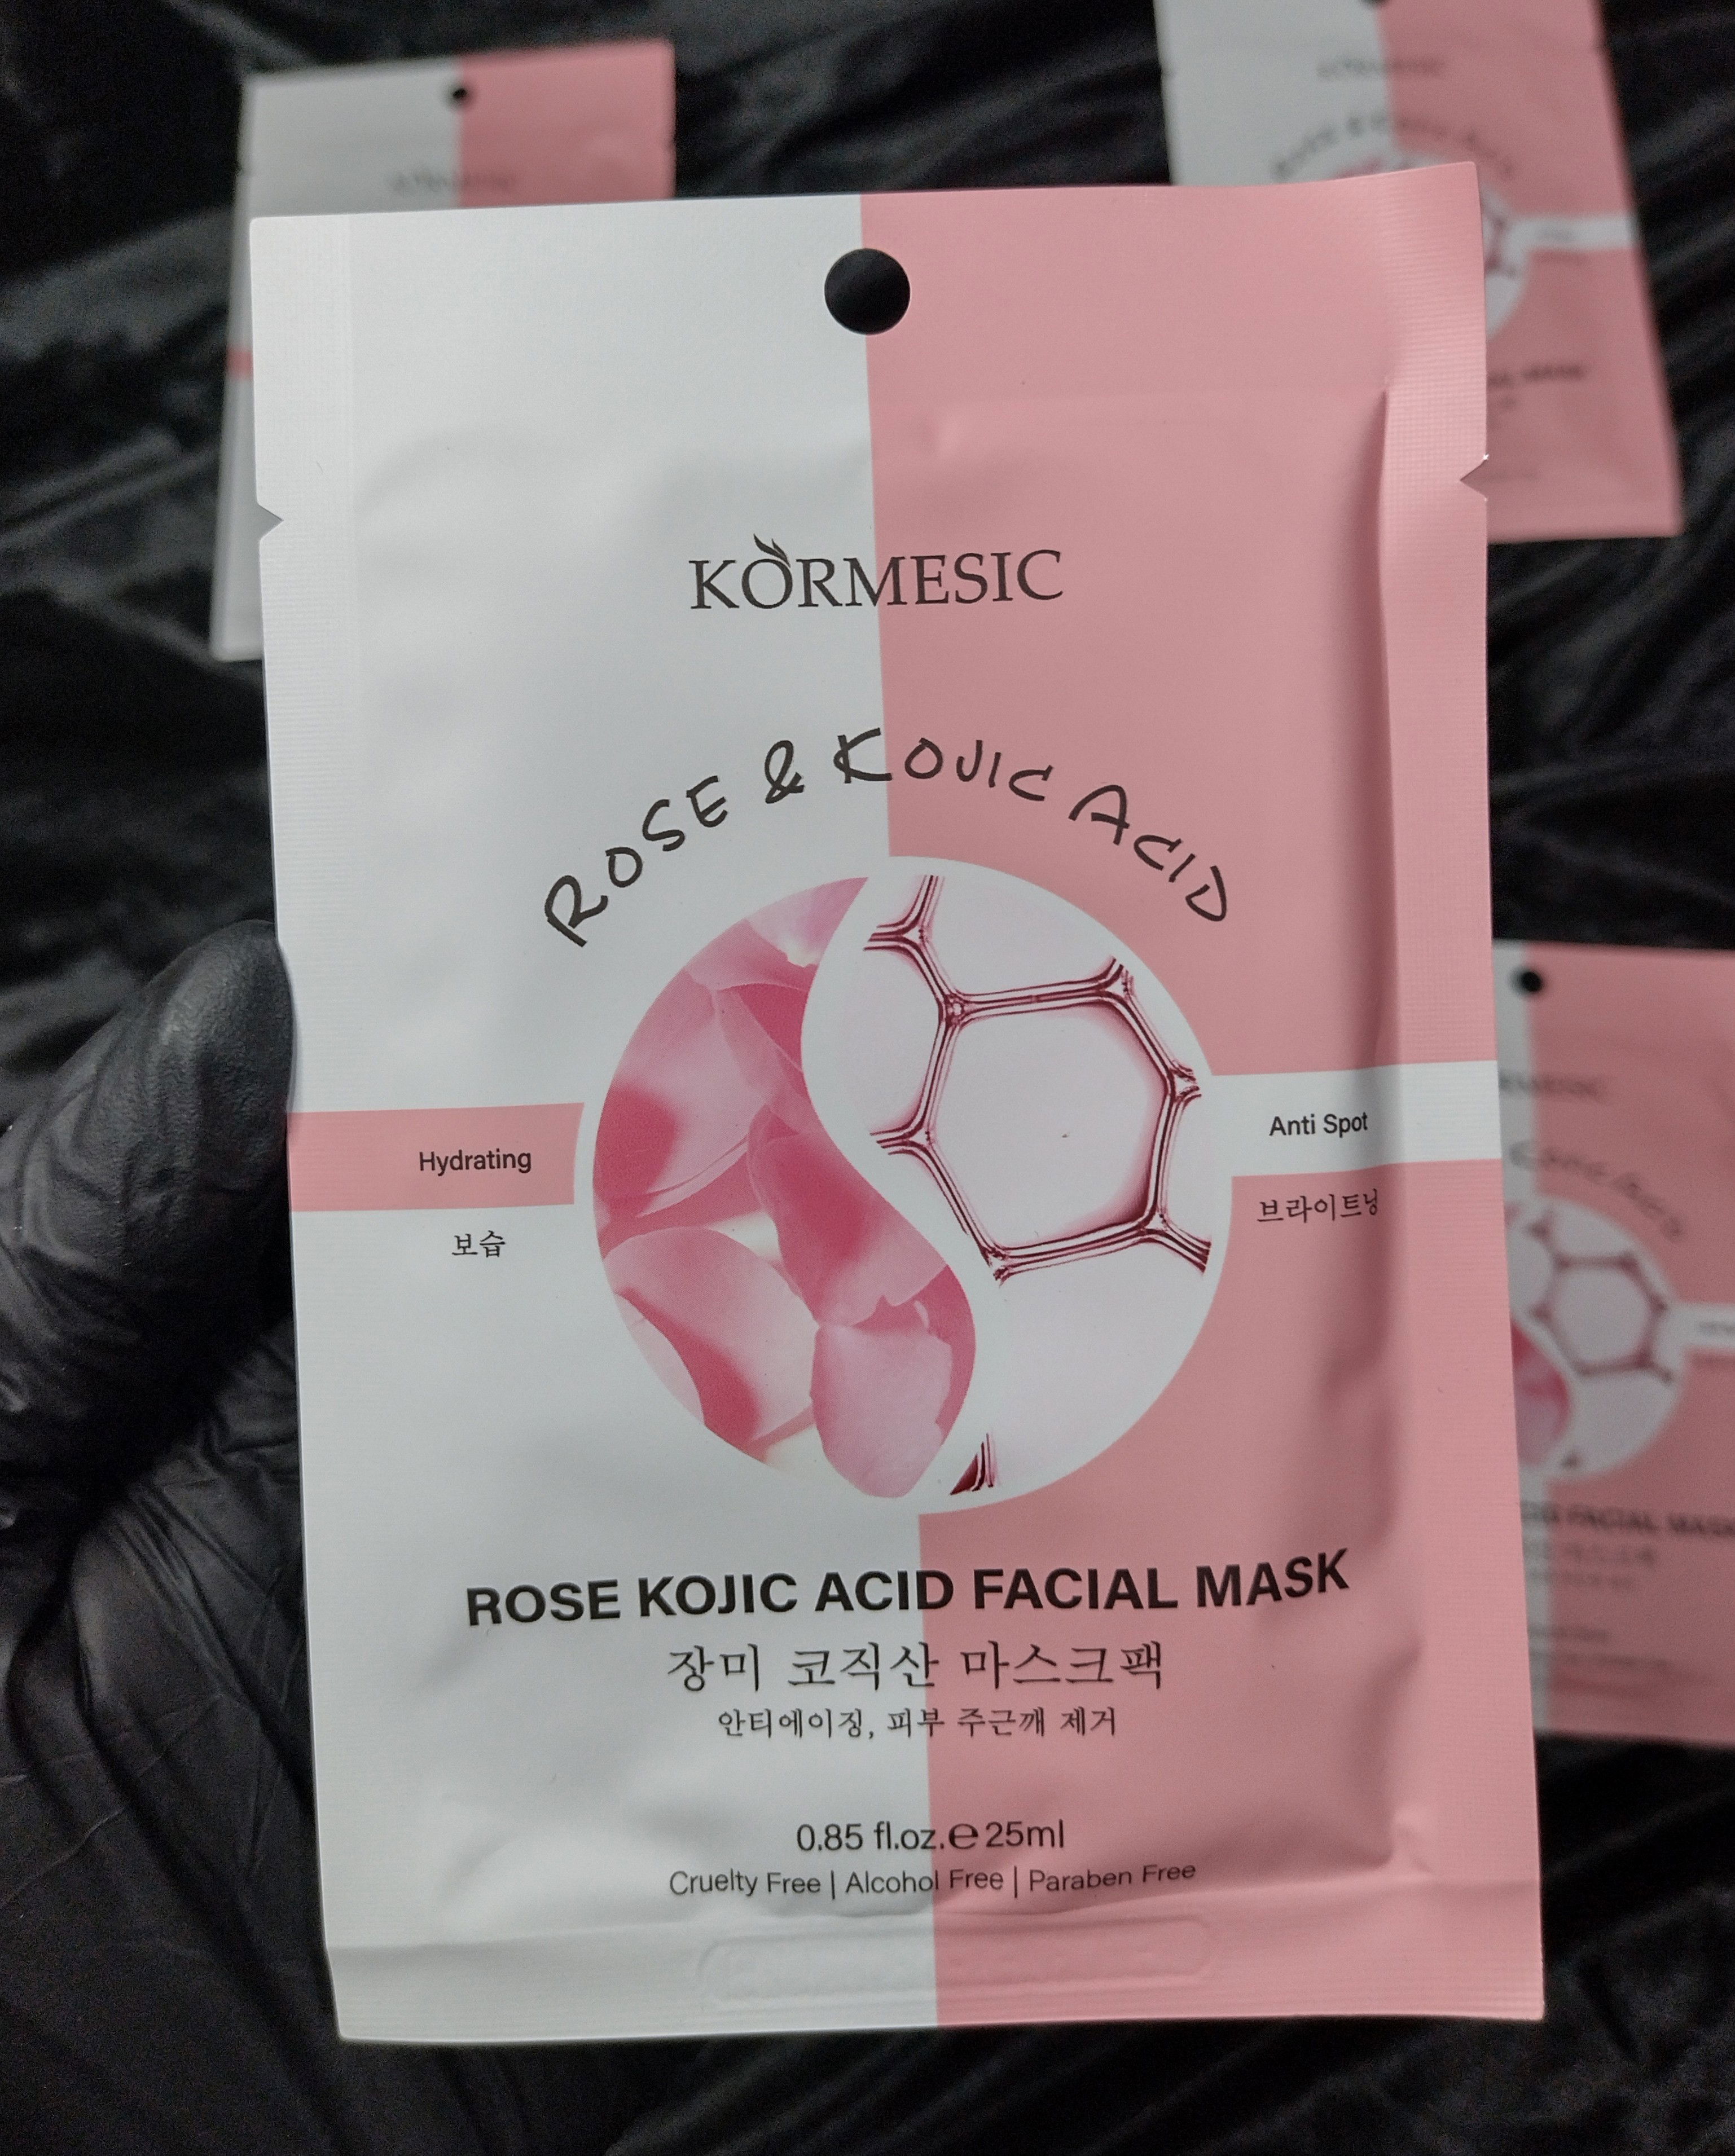 KORMESIC
ROSE & KOJIC ACID
Hydrating
보습
Anti Spot
브라이트닝
ROSE KOJIC ACID FACIAL MASK
장미 코직산 마스크팩
안티에이징, 피부 주근깨 제거
0.85 fl.oz.℮25ml
Cruelty Free | Alcohol Free | Paraben Free